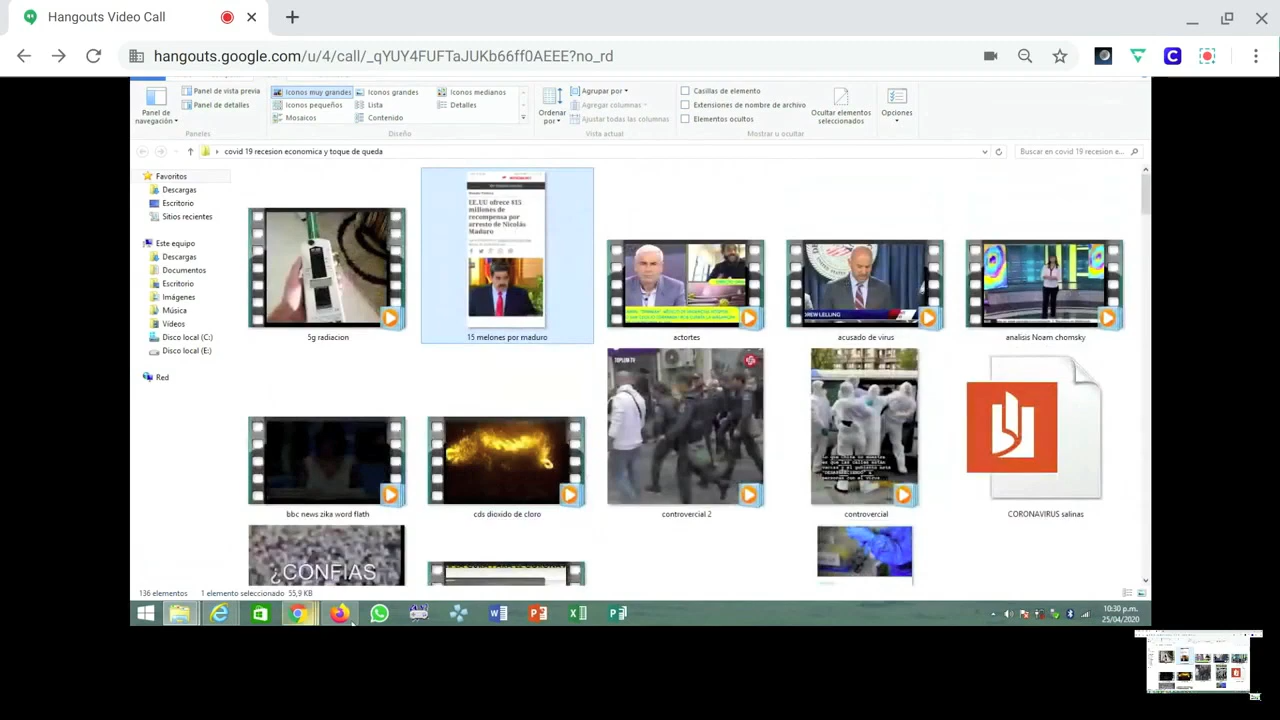 Hangouts Video Call
hangouts.google.com/u/4/call/_qYUY4FUFTaJUKb66ff0AEEE?no_rd
Panel de navegación
Panel de vista previa
Panel de detalles
Paneles
Iconos muy grandes
Iconos grandes
Iconos medianos
Iconos pequeños
Lista
Detalles
Mosaicos
Contenido
Diseño
Ordenar por
Agrupar por
Agregar columnas
Ajustar todas las columnas
Vista actual
Casillas de elemento
Extensiones de nombre de archivo
Elementos ocultos
Ocultar elementos seleccionados
Mostrar u ocultar
Opciones
covid 19 recesion economica y toque de queda
Buscar en covid 19 recesion e...
Favoritos
Descargas
Escritorio
Sitios recientes
Este equipo
Descargas
Documentos
Escritorio
Imágenes
Música
Vídeos
Disco local (C:)
Disco local (E:)
Red
EE.UU ofrece $15
millones de
recompensa por
arresto de Nicolás
Maduro
DREW LELLING
5g radiacion
15 melones por maduro
actortes
acusado de virus
analisis Noam chomsky
TOPLUM TV
bbc news zika word flath
cds dioxido de cloro
controvercial 2
controvercial
CORONAVIRUS salinas
¿CONFIAS
136 elementos
1 elemento seleccionado 55,9 KB
10:30 p.m.
25/04/2020